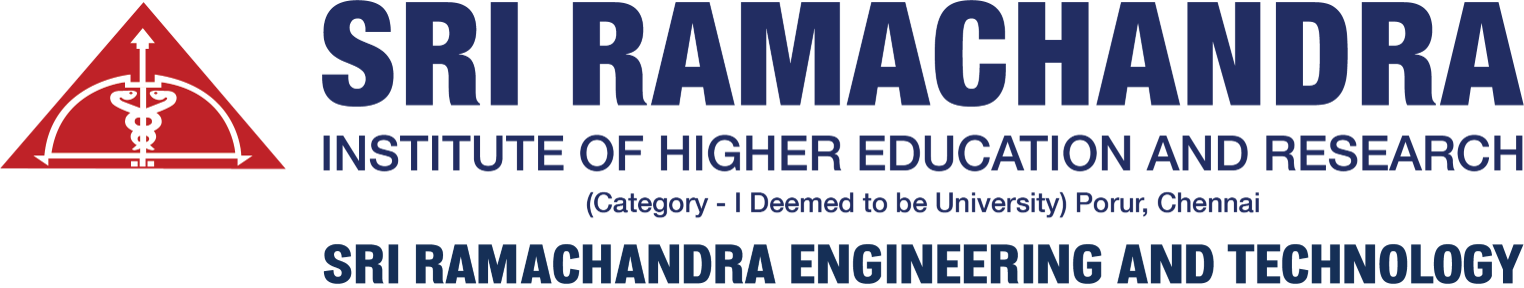 SRI RAMACHANDRA
INSTITUTE OF HIGHER EDUCATION AND RESEARCH
(Category - I Deemed to be University) Porur, Chennai
SRI RAMACHANDRA ENGINEERING AND TECHNOLOGY